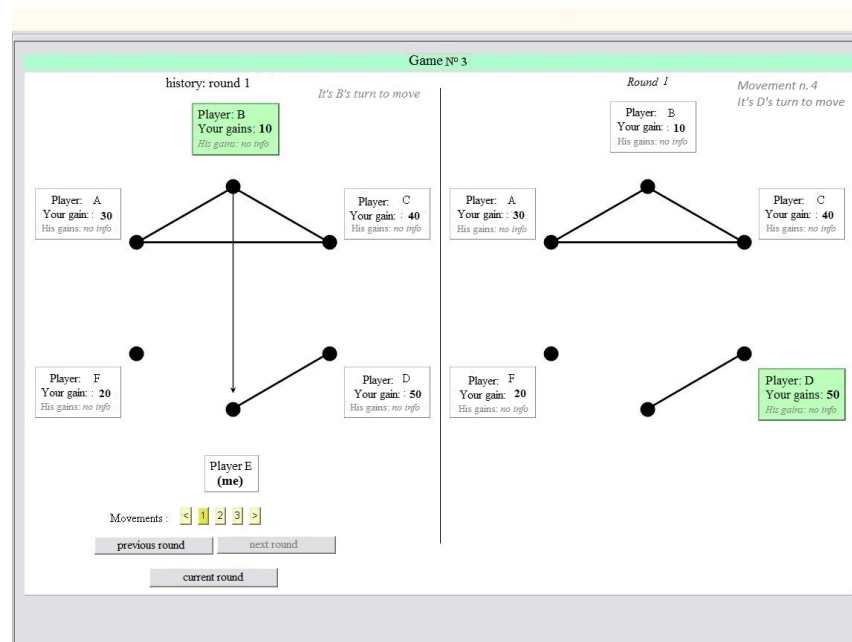 Game Nº 3
history: round 1
It's B's turn to move
Player: B
Your gains: 10
His gains: no info
Player: A
Your gain: : 30
His gains: no info
Player: C
Your gain: : 40
His gains: no info
Player: F
Your gain: : 20
His gains: no info
Player: D
Your gain: : 50
His gains: no info
Player E
(me)
Movements : < 1 2 3 >
previous round
next round
current round
Round 1
Movement n. 4
It's D's turn to move
Player: B
Your gain: : 10
His gains: no info
Player: A
Your gain: : 30
His gains: no info
Player: C
Your gain: : 40
His gains: no info
Player: F
Your gain: 20
His gains: no info
Player: D
Your gains: 50
His gains: no info